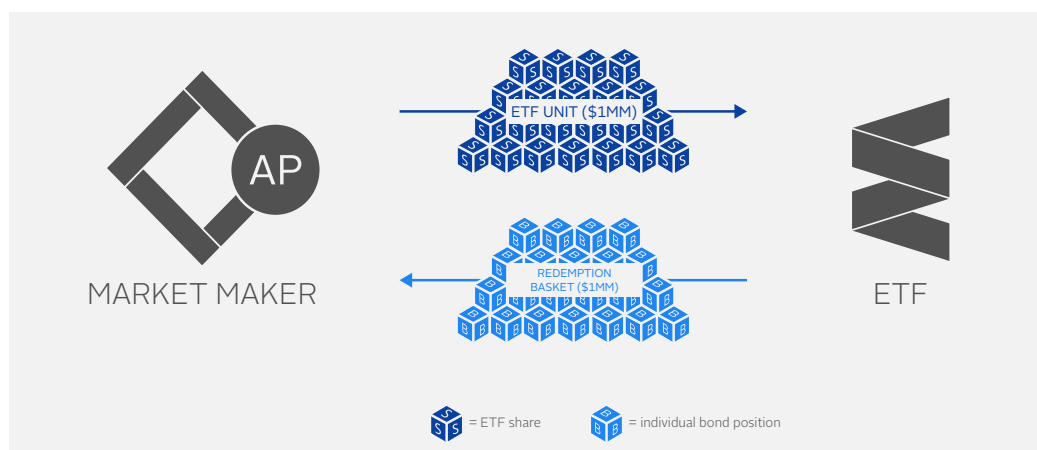 AP
MARKET MAKER
ETF UNIT ($1MM)
REDEMPTION
BASKET ($1MM)
ETF
S
S S
= ETF share
B
B B
= individual bond position